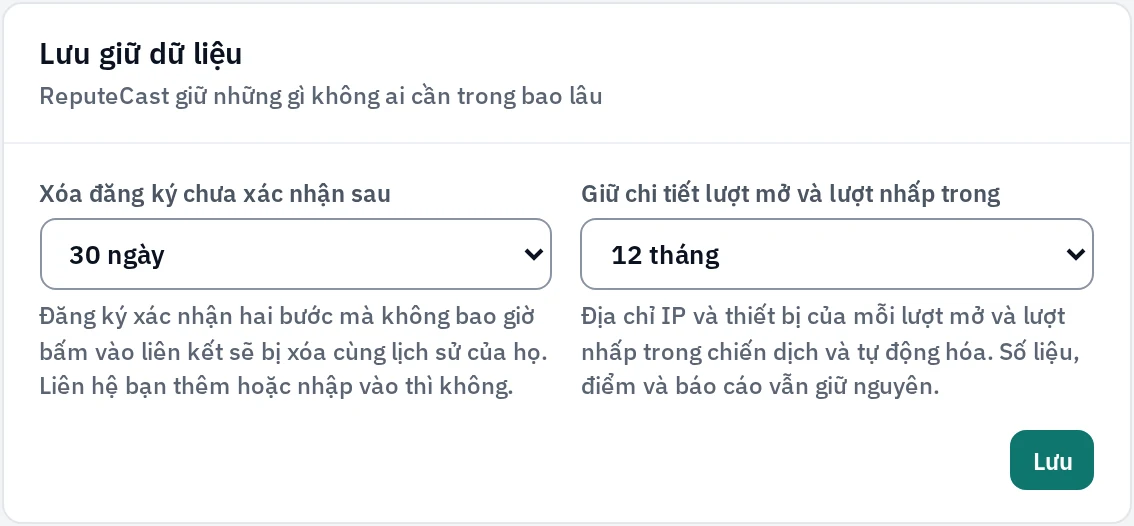 Lưu giữ dữ liệu
ReputeCast giữ những gì không ai cần trong bao lâu
Xóa đăng ký chưa xác nhận sau
30 ngày
Đăng ký xác nhận hai bước mà không bao giờ
bấm vào liên kết sẽ bị xóa cùng lịch sử của họ.
Liên hệ bạn thêm hoặc nhập vào thì không.
Giữ chi tiết lượt mở và lượt nhấp trong
12 tháng
Địa chỉ IP và thiết bị của mỗi lượt mở và lượt
nhấp trong chiến dịch và tự động hóa. Số liệu,
điểm và báo cáo vẫn giữ nguyên.
Lưu